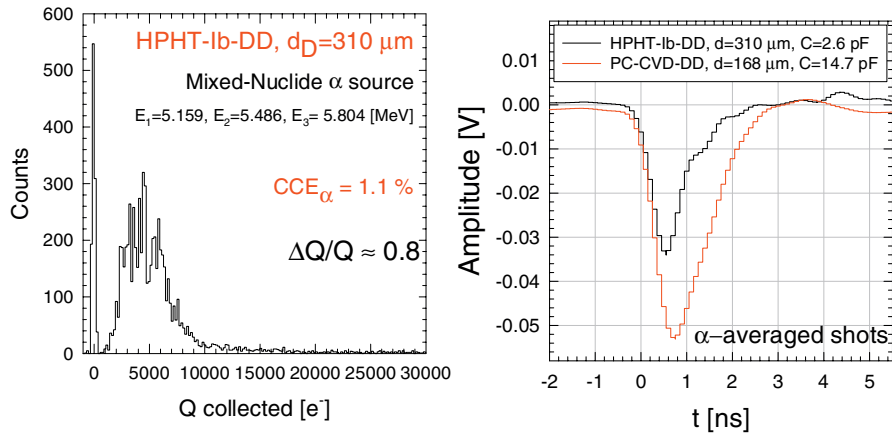 HPHT-Ib-DD, d_D=310 μm
Mixed-Nuclide α source
E₁=5.159, E₂=5.486, E₃= 5.804 [MeV]
CCE_α = 1.1 %
ΔQ/Q ≈ 0.8
Counts
600
500
400
300
200
100
0
0 5000 10000 15000 20000 25000 30000
Q collected [e⁻]
HPHT-Ib-DD, d=310 μm, C=2.6 pF
PC-CVD-DD, d=168 μm, C=14.7 pF
Amplitude [V]
0.01
0.00
-0.01
-0.02
-0.03
-0.04
-0.05
α−averaged shots
-2 -1 0 1 2 3 4 5
t [ns]